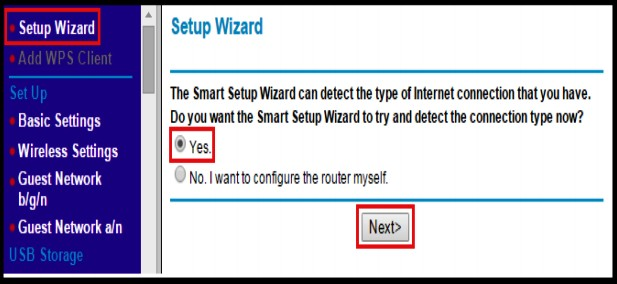 Setup Wizard
Add WPS Client
Set Up
Basic Settings
Wireless Settings
Guest Network
b/g/n
Guest Network a/n
USB Storage
Setup Wizard
The Smart Setup Wizard can detect the type of Internet connection that you have.
Do you want the Smart Setup Wizard to try and detect the connection type now?
Yes.
No. I want to configure the router myself.
Next>